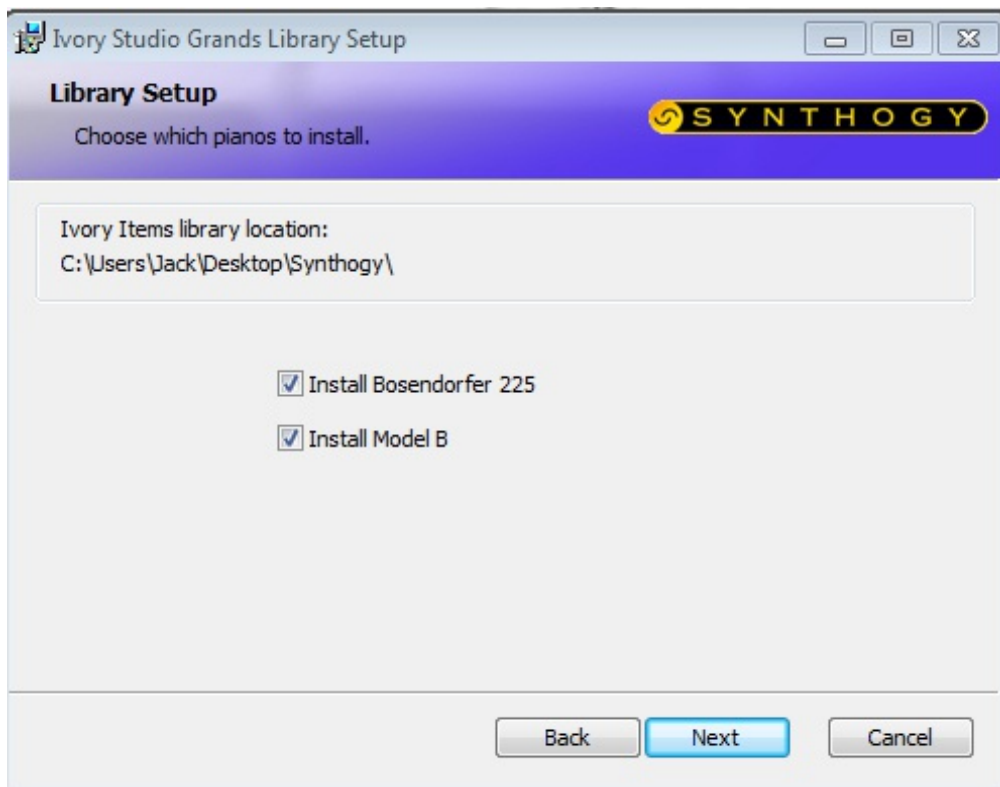 Ivory Studio Grands Library Setup
Library Setup
Choose which pianos to install.
SYNTHOGY
Ivory Items library location:
C:\Users\Jack\Desktop\Synthogy\
Install Bosendorfer 225
Install Model B
Back Next Cancel